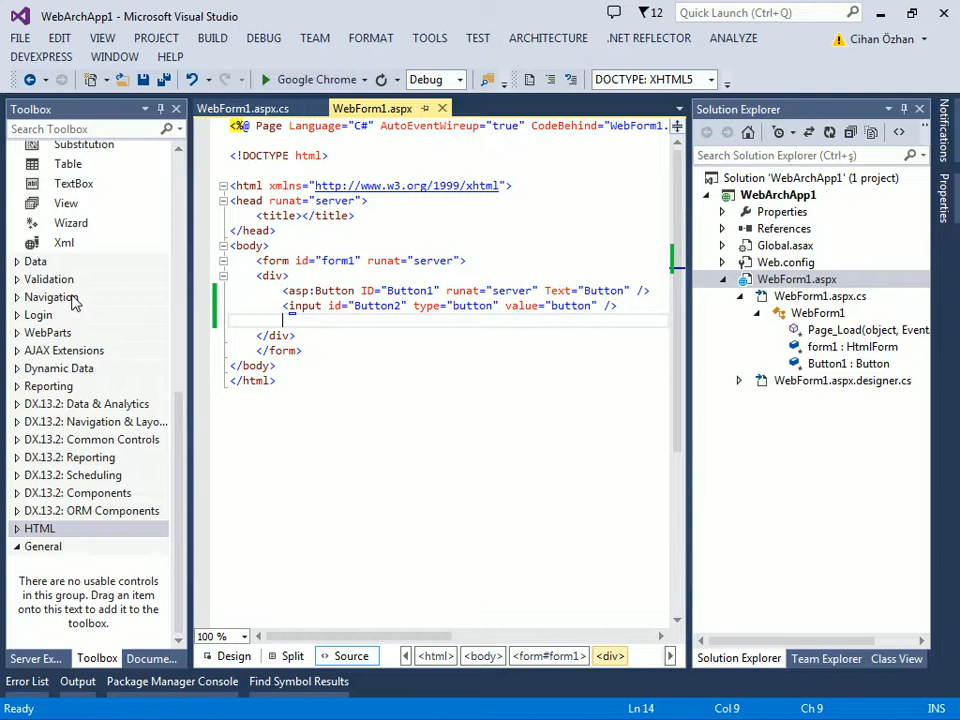 WebArchApp1 - Microsoft Visual Studio
12
Quick Launch (Ctrl+Q)
FILE EDIT VIEW PROJECT BUILD DEBUG TEAM FORMAT TOOLS TEST ARCHITECTURE .NET REFLECTOR ANALYZE
Cihan Özhan
DEVEXPRESS WINDOW HELP
Google Chrome
Debug
DOCTYPE: XHTML5
Toolbox
Search Toolbox
Substitution
Table
TextBox
View
Wizard
Xml
Data
Validation
Navigation
Login
WebParts
AJAX Extensions
Dynamic Data
Reporting
DX.13.2: Data & Analytics
DX.13.2: Navigation & Layo...
DX.13.2: Common Controls
DX.13.2: Reporting
DX.13.2: Scheduling
DX.13.2: Components
DX.13.2: ORM Components
HTML
General
There are no usable controls
in this group. Drag an item
onto this text to add it to the
toolbox.
Server Ex...
Toolbox
Docume...
WebForm1.aspx.cs
WebForm1.aspx
<%@ Page Language="C#" AutoEventWireup="true" CodeBehind="WebForm1.
<!DOCTYPE html>
<html xmlns="http://www.w3.org/1999/xhtml">
<head runat="server">
<title></title>
</head>
<body>
<form id="form1" runat="server">
<div>
<asp:Button ID="Button1" runat="server" Text="Button" />
<input id="Button2" type="button" value="button" />
</div>
</form>
</body>
</html>
100 %
Design
Split
Source
<html> <body> <form#form1> <div>
Solution Explorer
Search Solution Explorer (Ctrl+ş)
Solution 'WebArchApp1' (1 project)
WebArchApp1
Properties
References
Global.asax
Web.config
WebForm1.aspx
WebForm1.aspx.cs
WebForm1
Page_Load(object, Event
form1 : HtmlForm
Button1 : Button
WebForm1.aspx.designer.cs
Solution Explorer
Team Explorer
Class View
Notifications
Properties
Error List
Output
Package Manager Console
Find Symbol Results
Ready
Ln 14
Col 9
Ch 9
INS